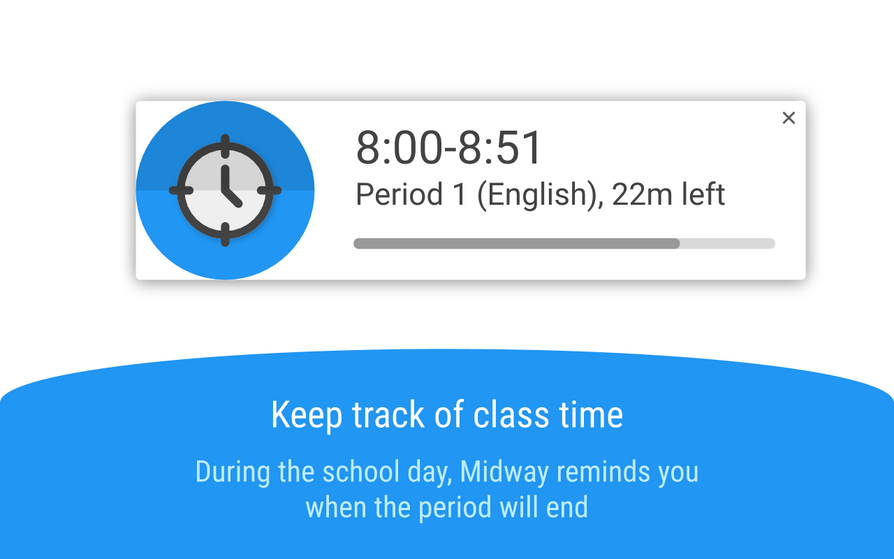 8:00-8:51
Period 1 (English), 22m left
Keep track of class time
During the school day, Midway reminds you
when the period will end